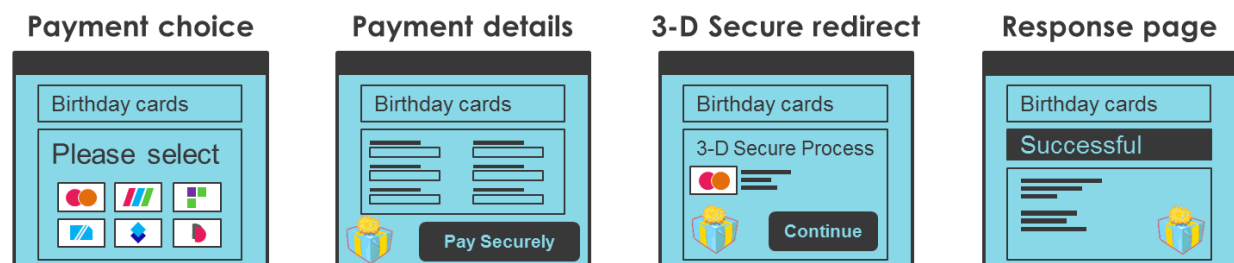 Payment choice
Payment details
3-D Secure redirect
Response page
Birthday cards
Please select
Birthday cards
Pay Securely
Birthday cards
3-D Secure Process
Continue
Birthday cards
Successful